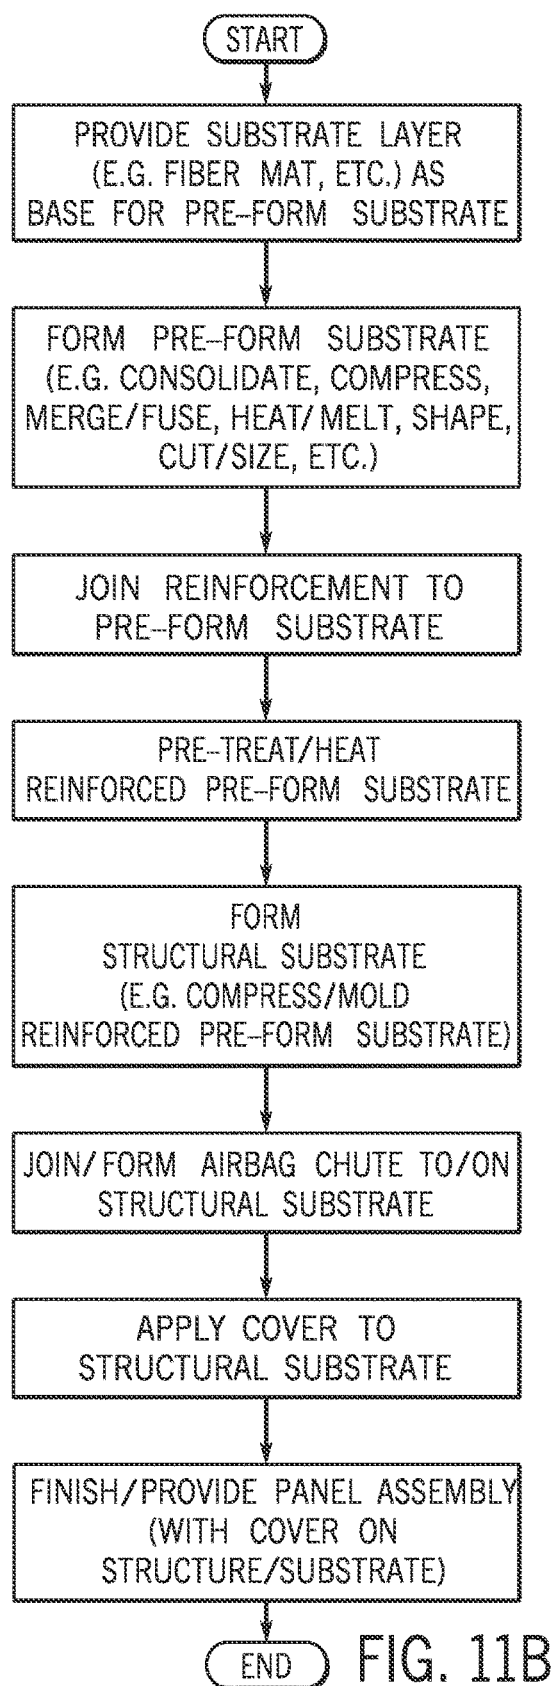 START
PROVIDE SUBSTRATE LAYER
(E.G. FIBER MAT, ETC.) AS
BASE FOR PRE-FORM SUBSTRATE
FORM PRE-FORM SUBSTRATE
(E.G. CONSOLIDATE, COMPRESS,
MERGE/FUSE, HEAT/MELT, SHAPE,
CUT/SIZE, ETC.)
JOIN REINFORCEMENT TO
PRE-FORM SUBSTRATE
PRE-TREAT/HEAT
REINFORCED PRE-FORM SUBSTRATE
FORM
STRUCTURAL SUBSTRATE
(E.G. COMPRESS/MOLD
REINFORCED PRE-FORM SUBSTRATE)
JOIN/FORM AIRBAG CHUTE TO/ON
STRUCTURAL SUBSTRATE
APPLY COVER TO
STRUCTURAL SUBSTRATE
FINISH/PROVIDE PANEL ASSEMBLY
(WITH COVER ON
STRUCTURE/SUBSTRATE)
END
FIG. 11B